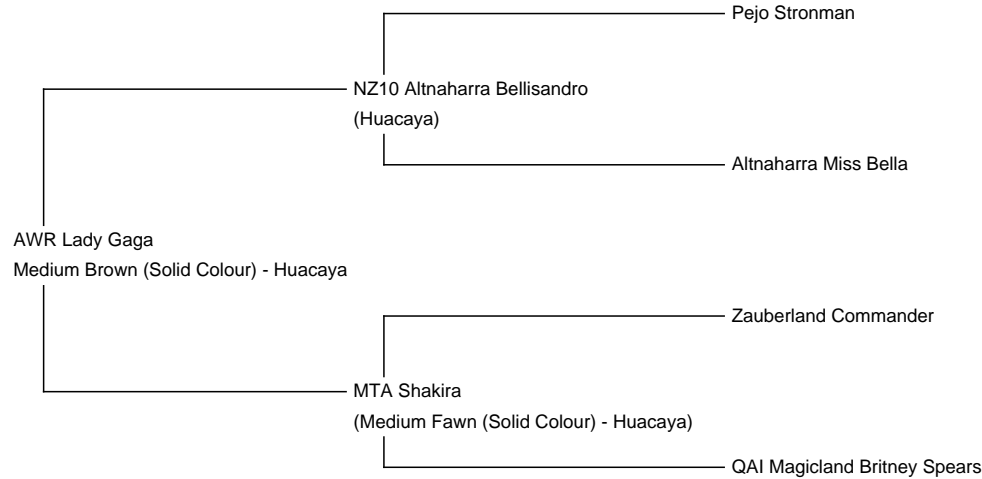 Pejo Stronman
NZ10 Altnaharra Bellisandro
(Huacaya)
Altnaharra Miss Bella
AWR Lady Gaga
Medium Brown (Solid Colour) - Huacaya
Zauberland Commander
MTA Shakira
(Medium Fawn (Solid Colour) - Huacaya)
QAI Magicland Britney Spears